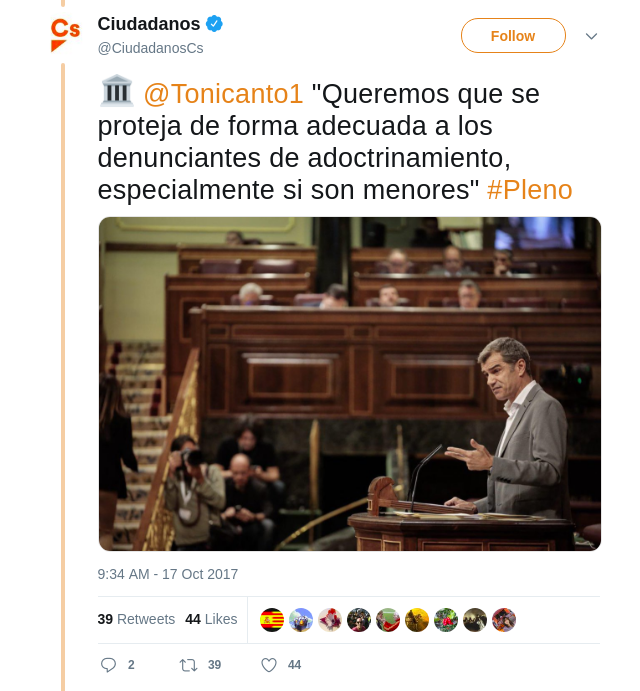 Cs
Ciudadanos
@CiudadanosCs
Follow
@Tonicanto1 "Queremos que se
proteja de forma adecuada a los
denunciantes de adoctrinamiento,
especialmente si son menores" #Pleno
9:34 AM - 17 Oct 2017
39 Retweets 44 Likes
2 39 44